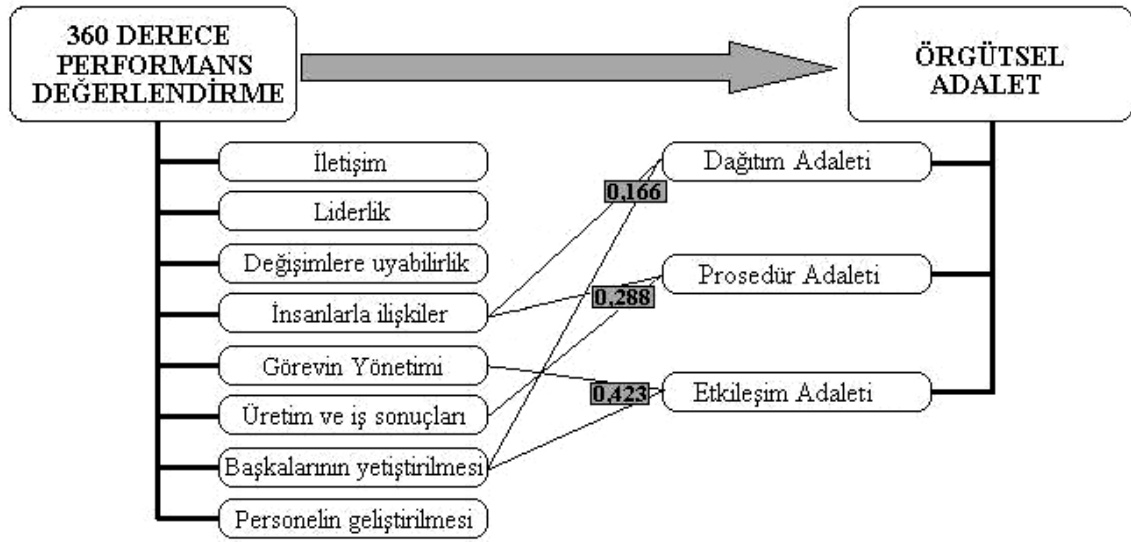 360 DERECE
PERFORMANS
DEĞERLENDİRME
ÖRGÜTSEL
ADALET
İletişim
Liderlik
Değişimlere uyabilirlik
İnsanlarla ilişkiler
Görevin Yönetimi
Üretim ve iş sonuçları
Başkalarının yetiştirilmesi
Personelin geliştirilmesi
0,166
0,288
0,423
Dağıtım Adaleti
Prosedür Adaleti
Etkileşim Adaleti